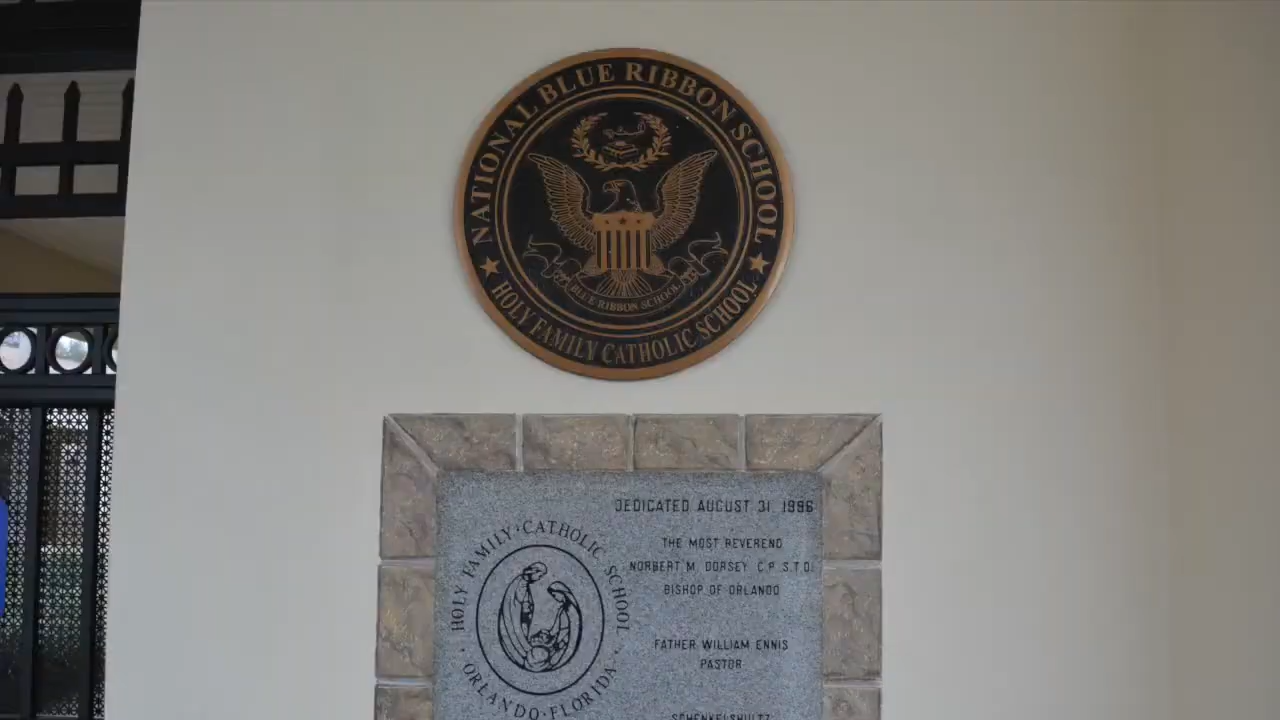 NATIONAL BLUE RIBBON SCHOOL
BLUE RIBBON SCHOOL
★ HOLY FAMILY CATHOLIC SCHOOL ★
DEDICATED AUGUST 31, 1996
THE MOST REVEREND
NORBERT M. DORSEY C.P. S.T.D.
BISHOP OF ORLANDO
HOLY FAMILY · CATHOLIC SCHOOL
· ORLANDO · FLORIDA ·
FATHER WILLIAM ENNIS
PASTOR
SCHENKELSHULTZ